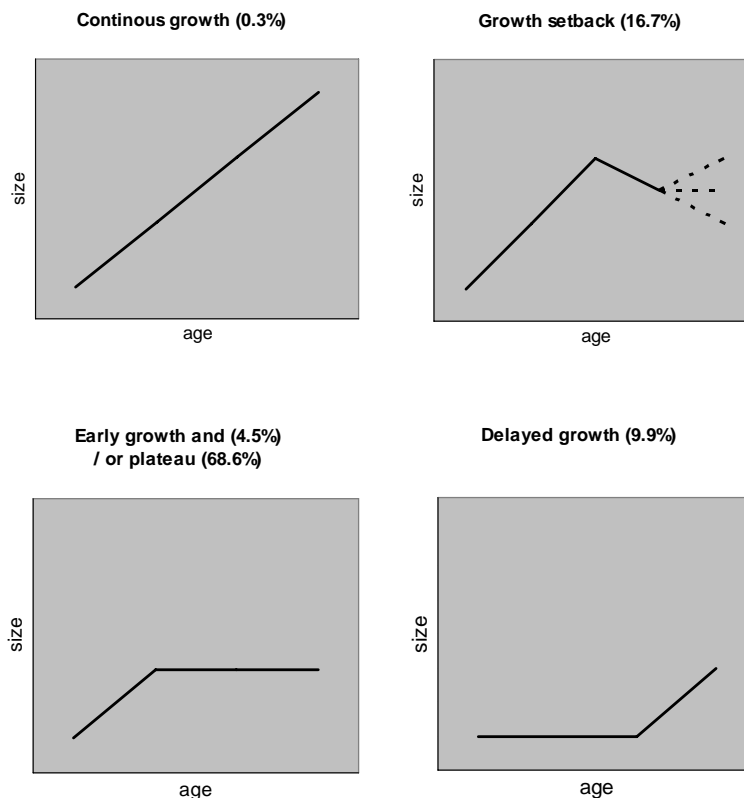 Continous growth (0.3%)
size
age
Growth setback (16.7%)
size
age
Early growth and (4.5%)
/ or plateau (68.6%)
size
age
Delayed growth (9.9%)
size
age